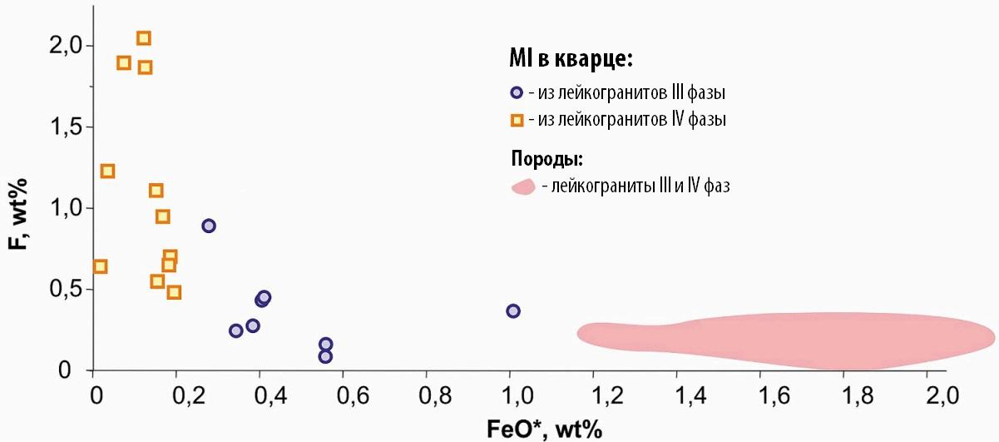 2,0
1,5
1,0
0,5
0
F, wt%
MI в кварце:
- из лейкогранитов III фазы
- из лейкогранитов IV фазы
Породы:
- лейкограниты III и IV фаз
0 0,2 0,4 0,6 0,8 1,0 1,2 1,4 1,6 1,8 2,0
FeO*, wt%